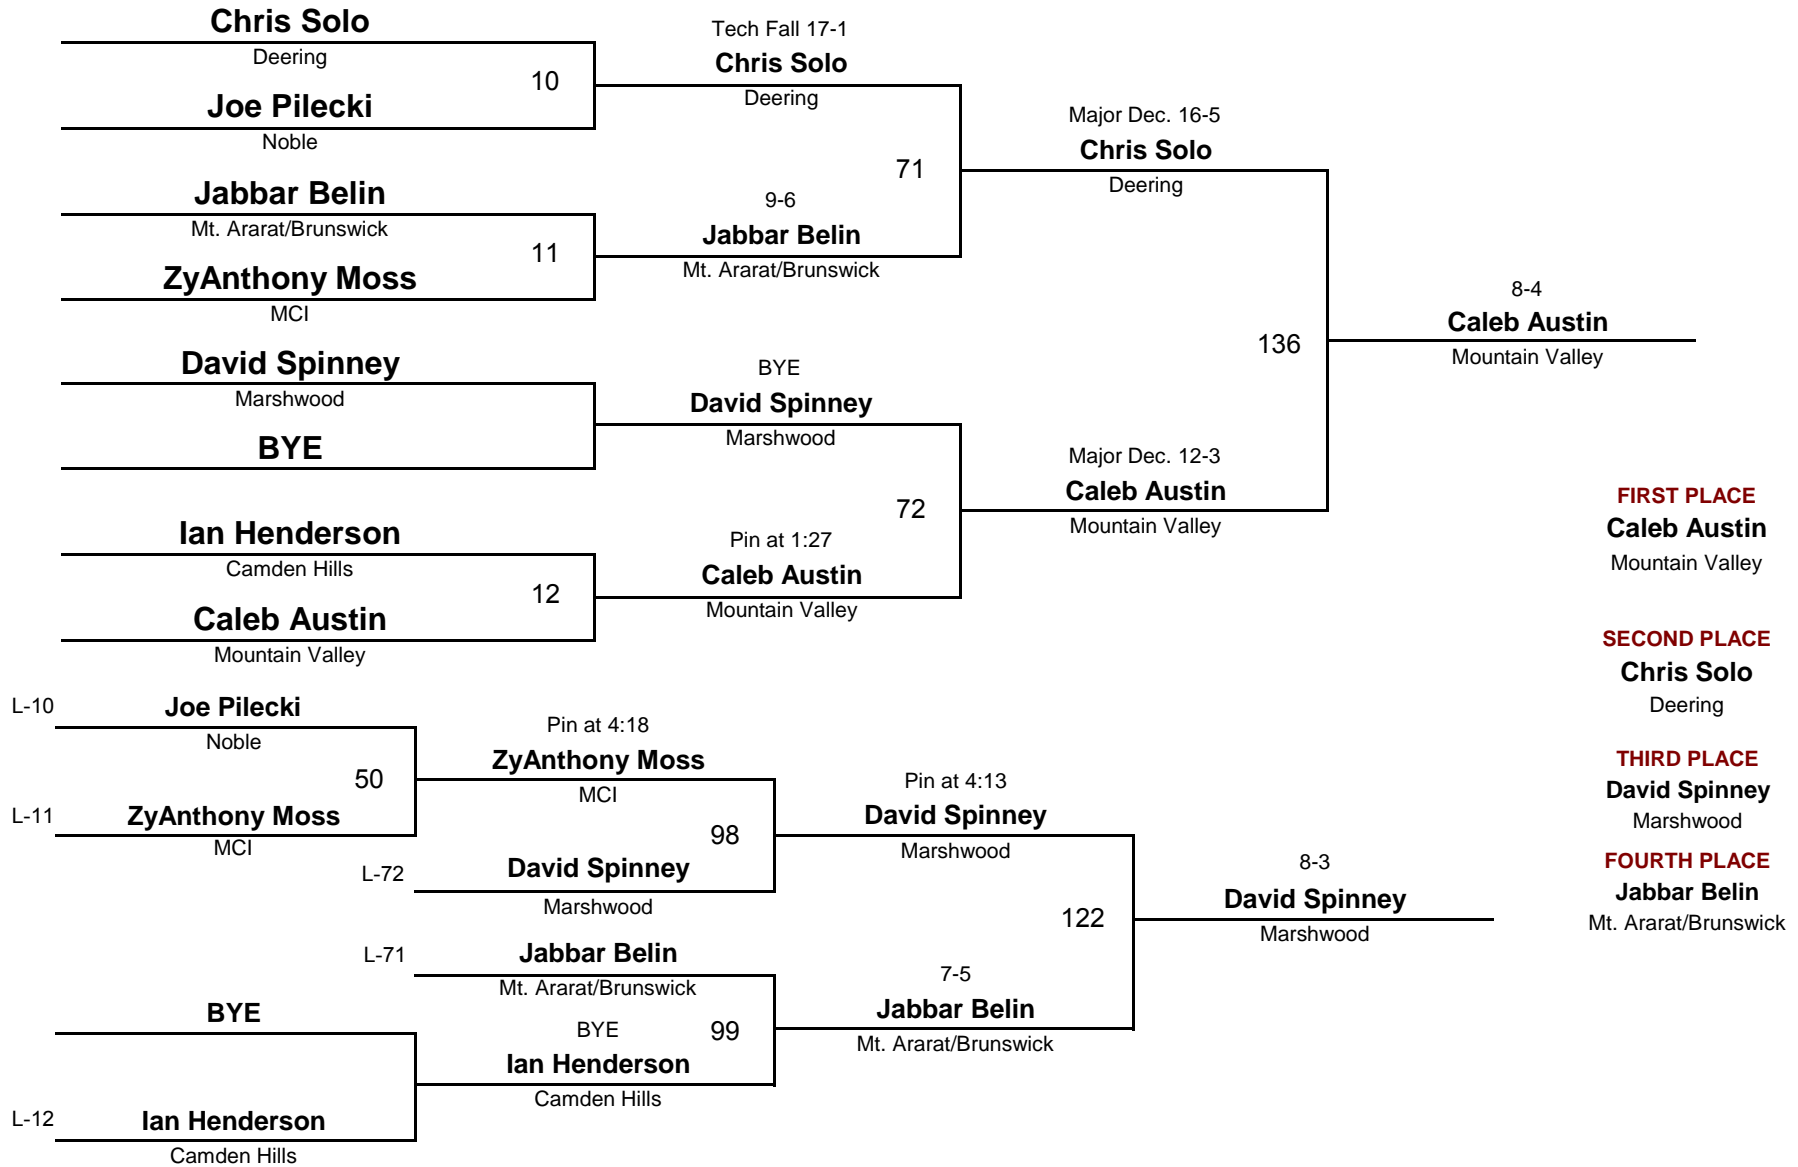 Chris Solo
Deering
10
Joe Pilecki
Noble
Jabbar Belin
Mt. Ararat/Brunswick
11
ZyAnthony Moss
MCI
David Spinney
Marshwood
BYE
Ian Henderson
Camden Hills
12
Caleb Austin
Mountain Valley
Tech Fall 17-1
Chris Solo
Deering
71
9-6
Jabbar Belin
Mt. Ararat/Brunswick
BYE
David Spinney
Marshwood
72
Pin at 1:27
Caleb Austin
Mountain Valley
Major Dec. 16-5
Chris Solo
Deering
136
Major Dec. 12-3
Caleb Austin
Mountain Valley
8-4
Caleb Austin
Mountain Valley
FIRST PLACE
Caleb Austin
Mountain Valley
SECOND PLACE
Chris Solo
Deering
THIRD PLACE
David Spinney
Marshwood
FOURTH PLACE
Jabbar Belin
Mt. Ararat/Brunswick
L-10
Joe Pilecki
Noble
50
L-11
ZyAnthony Moss
MCI
BYE
L-12
Ian Henderson
Camden Hills
Pin at 4:18
ZyAnthony Moss
MCI
98
L-72
David Spinney
Marshwood
L-71
Jabbar Belin
Mt. Ararat/Brunswick
BYE
99
Ian Henderson
Camden Hills
Pin at 4:13
David Spinney
Marshwood
122
7-5
Jabbar Belin
Mt. Ararat/Brunswick
8-3
David Spinney
Marshwood